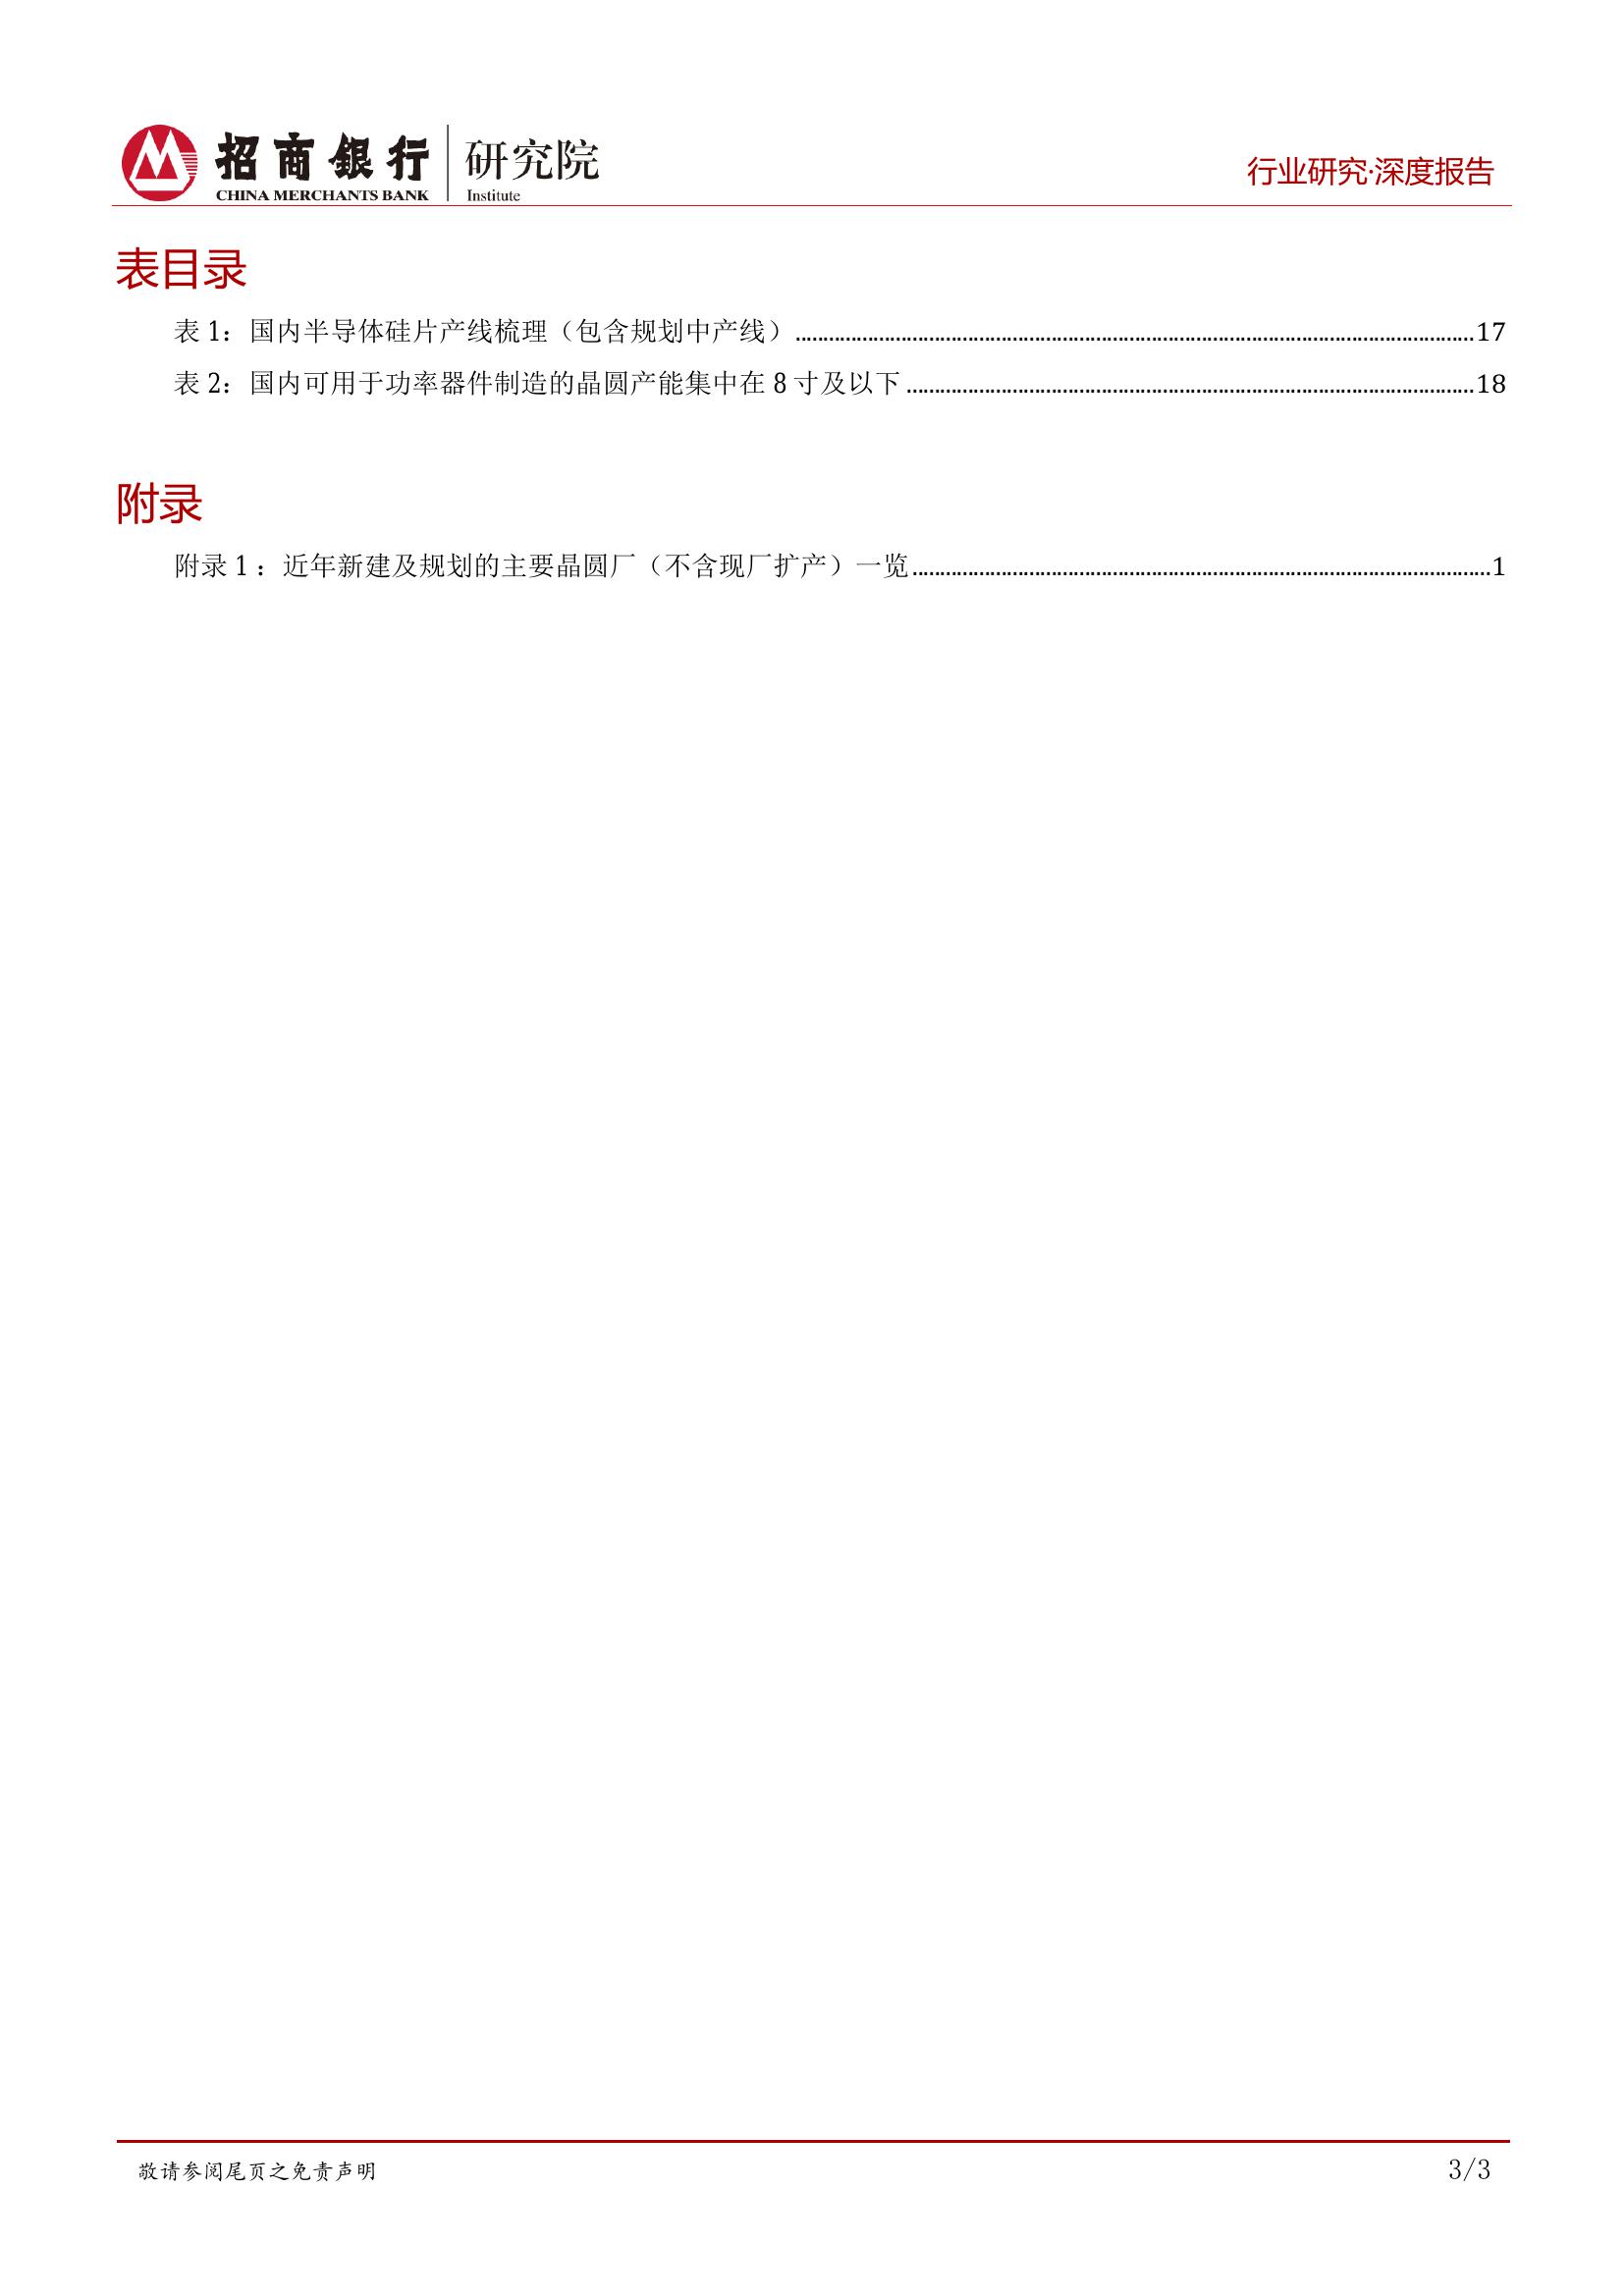 招商銀行 研究院
CHINA MERCHANTS BANK Institute
行业研究·深度报告
表目录
表 1：国内半导体硅片产线梳理（包含规划中产线）......17
表 2：国内可用于功率器件制造的晶圆产能集中在 8 寸及以下......18
附录
附录 1 ：近年新建及规划的主要晶圆厂（不含现厂扩产）一览......1
敬请参阅尾页之免责声明
3/3